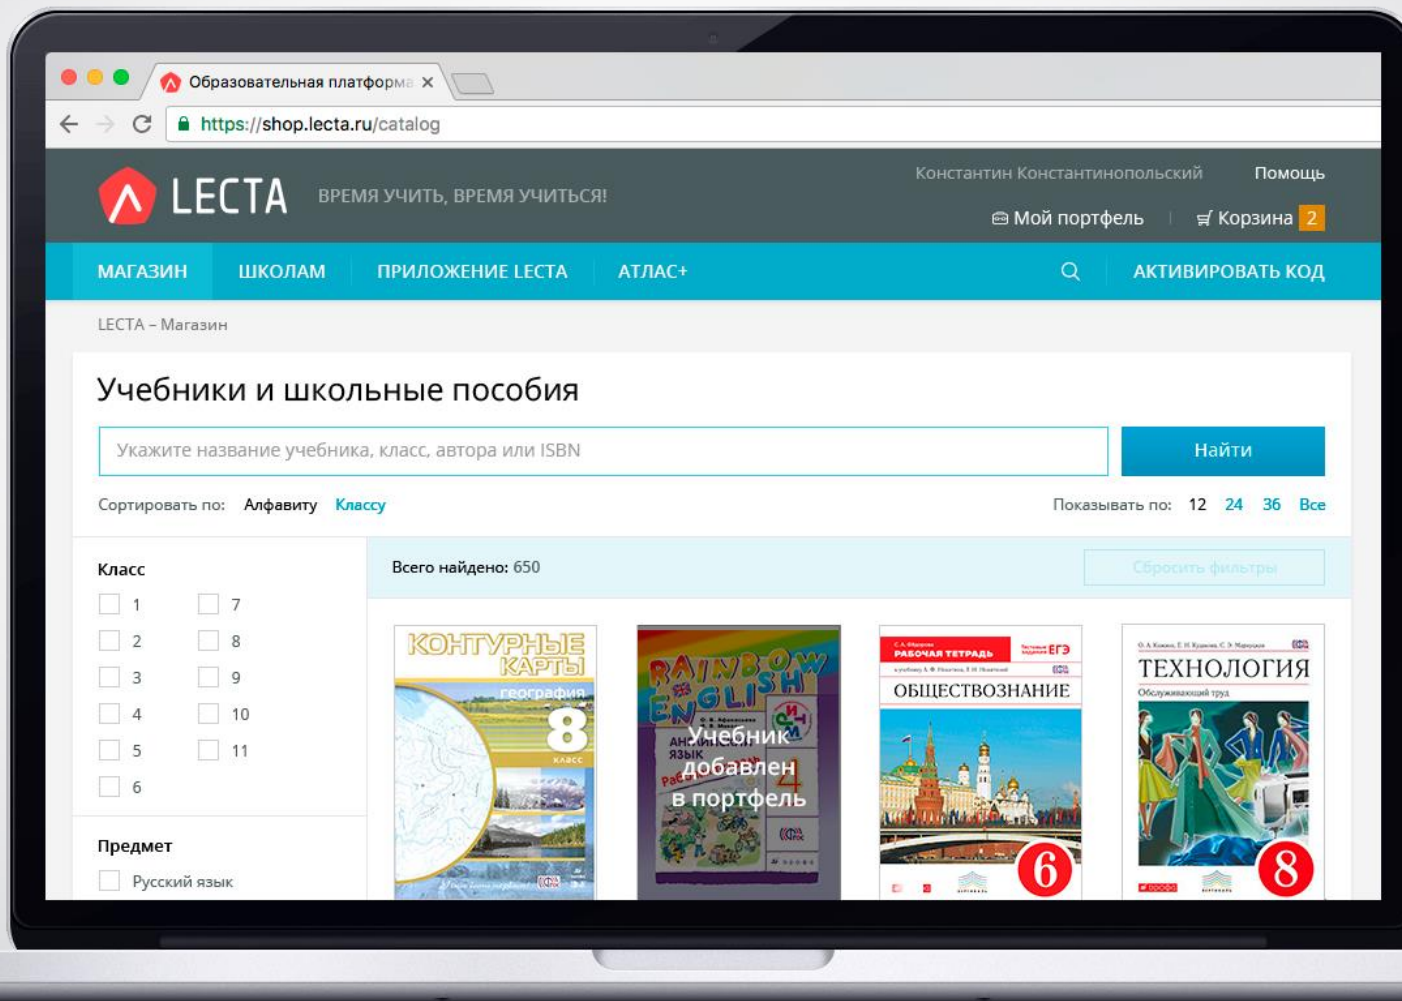 Образовательная платформа
https://shop.lecta.ru/catalog
LECTA ВРЕМЯ УЧИТЬ, ВРЕМЯ УЧИТЬСЯ!
Константин Константинопольский Помощь
Мой портфель Корзина 2
МАГАЗИН ШКОЛАМ ПРИЛОЖЕНИЕ LECTA АТЛАС+ АКТИВИРОВАТЬ КОД
LECTA – Магазин
Учебники и школьные пособия
Укажите название учебника, класс, автора или ISBN Найти
Сортировать по: Алфавиту Классу Показывать по: 12 24 36 Все
Класс
1 7
2 8
3 9
4 10
5 11
6
Предмет
Русский язык
Всего найдено: 650 Сбросить фильтры
КОНТУРНЫЕ
КАРТЫ
география
8
класс
RAINBOW
ENGLISH
Учебник
добавлен
в портфель
4
РАБОЧАЯ ТЕТРАДЬ ЕГЭ
ОБЩЕСТВОЗНАНИЕ
6
ТЕХНОЛОГИЯ
Обслуживающий труд
8